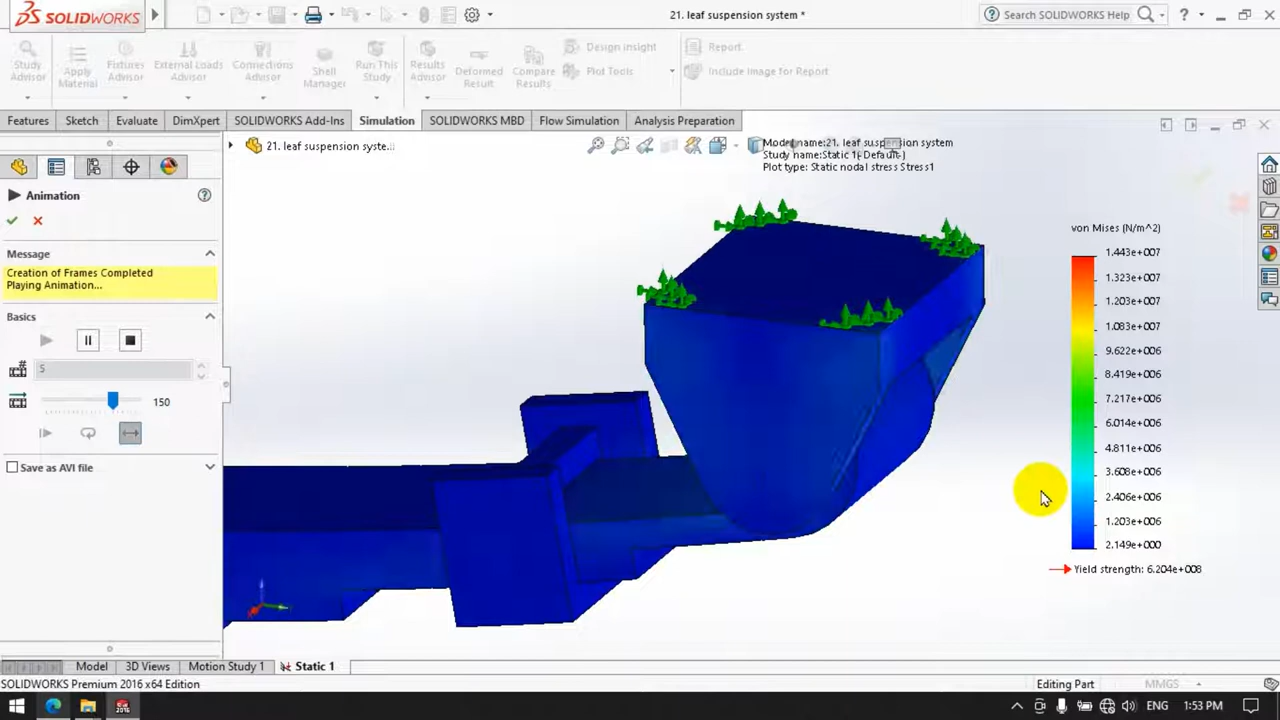 SOLIDWORKS
21. leaf suspension system *
Search SOLIDWORKS Help
?
Study Advisor
Apply Material
Fixtures Advisor
External Loads Advisor
Connections Advisor
Shell Manager
Run This Study
Results Advisor
Deformed Result
Compare Results
Design Insight
Plot Tools
Report
Include Image for Report
Features
Sketch
Evaluate
DimXpert
SOLIDWORKS Add-Ins
Simulation
SOLIDWORKS MBD
Flow Simulation
Analysis Preparation
21. leaf suspension syste...
Model name:21. leaf suspension system
Study name:Static 1(-Default-)
Plot type: Static nodal stress Stress1
Animation
?
Message
Creation of Frames Completed
Playing Animation...
Basics
5
150
Save as AVI file
von Mises (N/m^2)
1.443e+007
1.323e+007
1.203e+007
1.083e+007
9.622e+006
8.419e+006
7.217e+006
6.014e+006
4.811e+006
3.608e+006
2.406e+006
1.203e+006
2.149e+000
Yield strength: 6.204e+008
Model
3D Views
Motion Study 1
Static 1
SOLIDWORKS Premium 2016 x64 Edition
Editing Part
MMGS
2016
ENG
1:53 PM